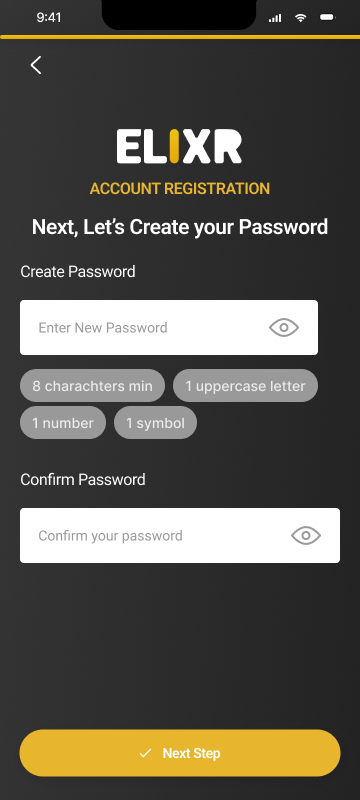 9:41
ELIXR
ACCOUNT REGISTRATION
Next, Let’s Create your Password
Create Password
Enter New Password
8 charachters min
1 uppercase letter
1 number
1 symbol
Confirm Password
Confirm your password
Next Step